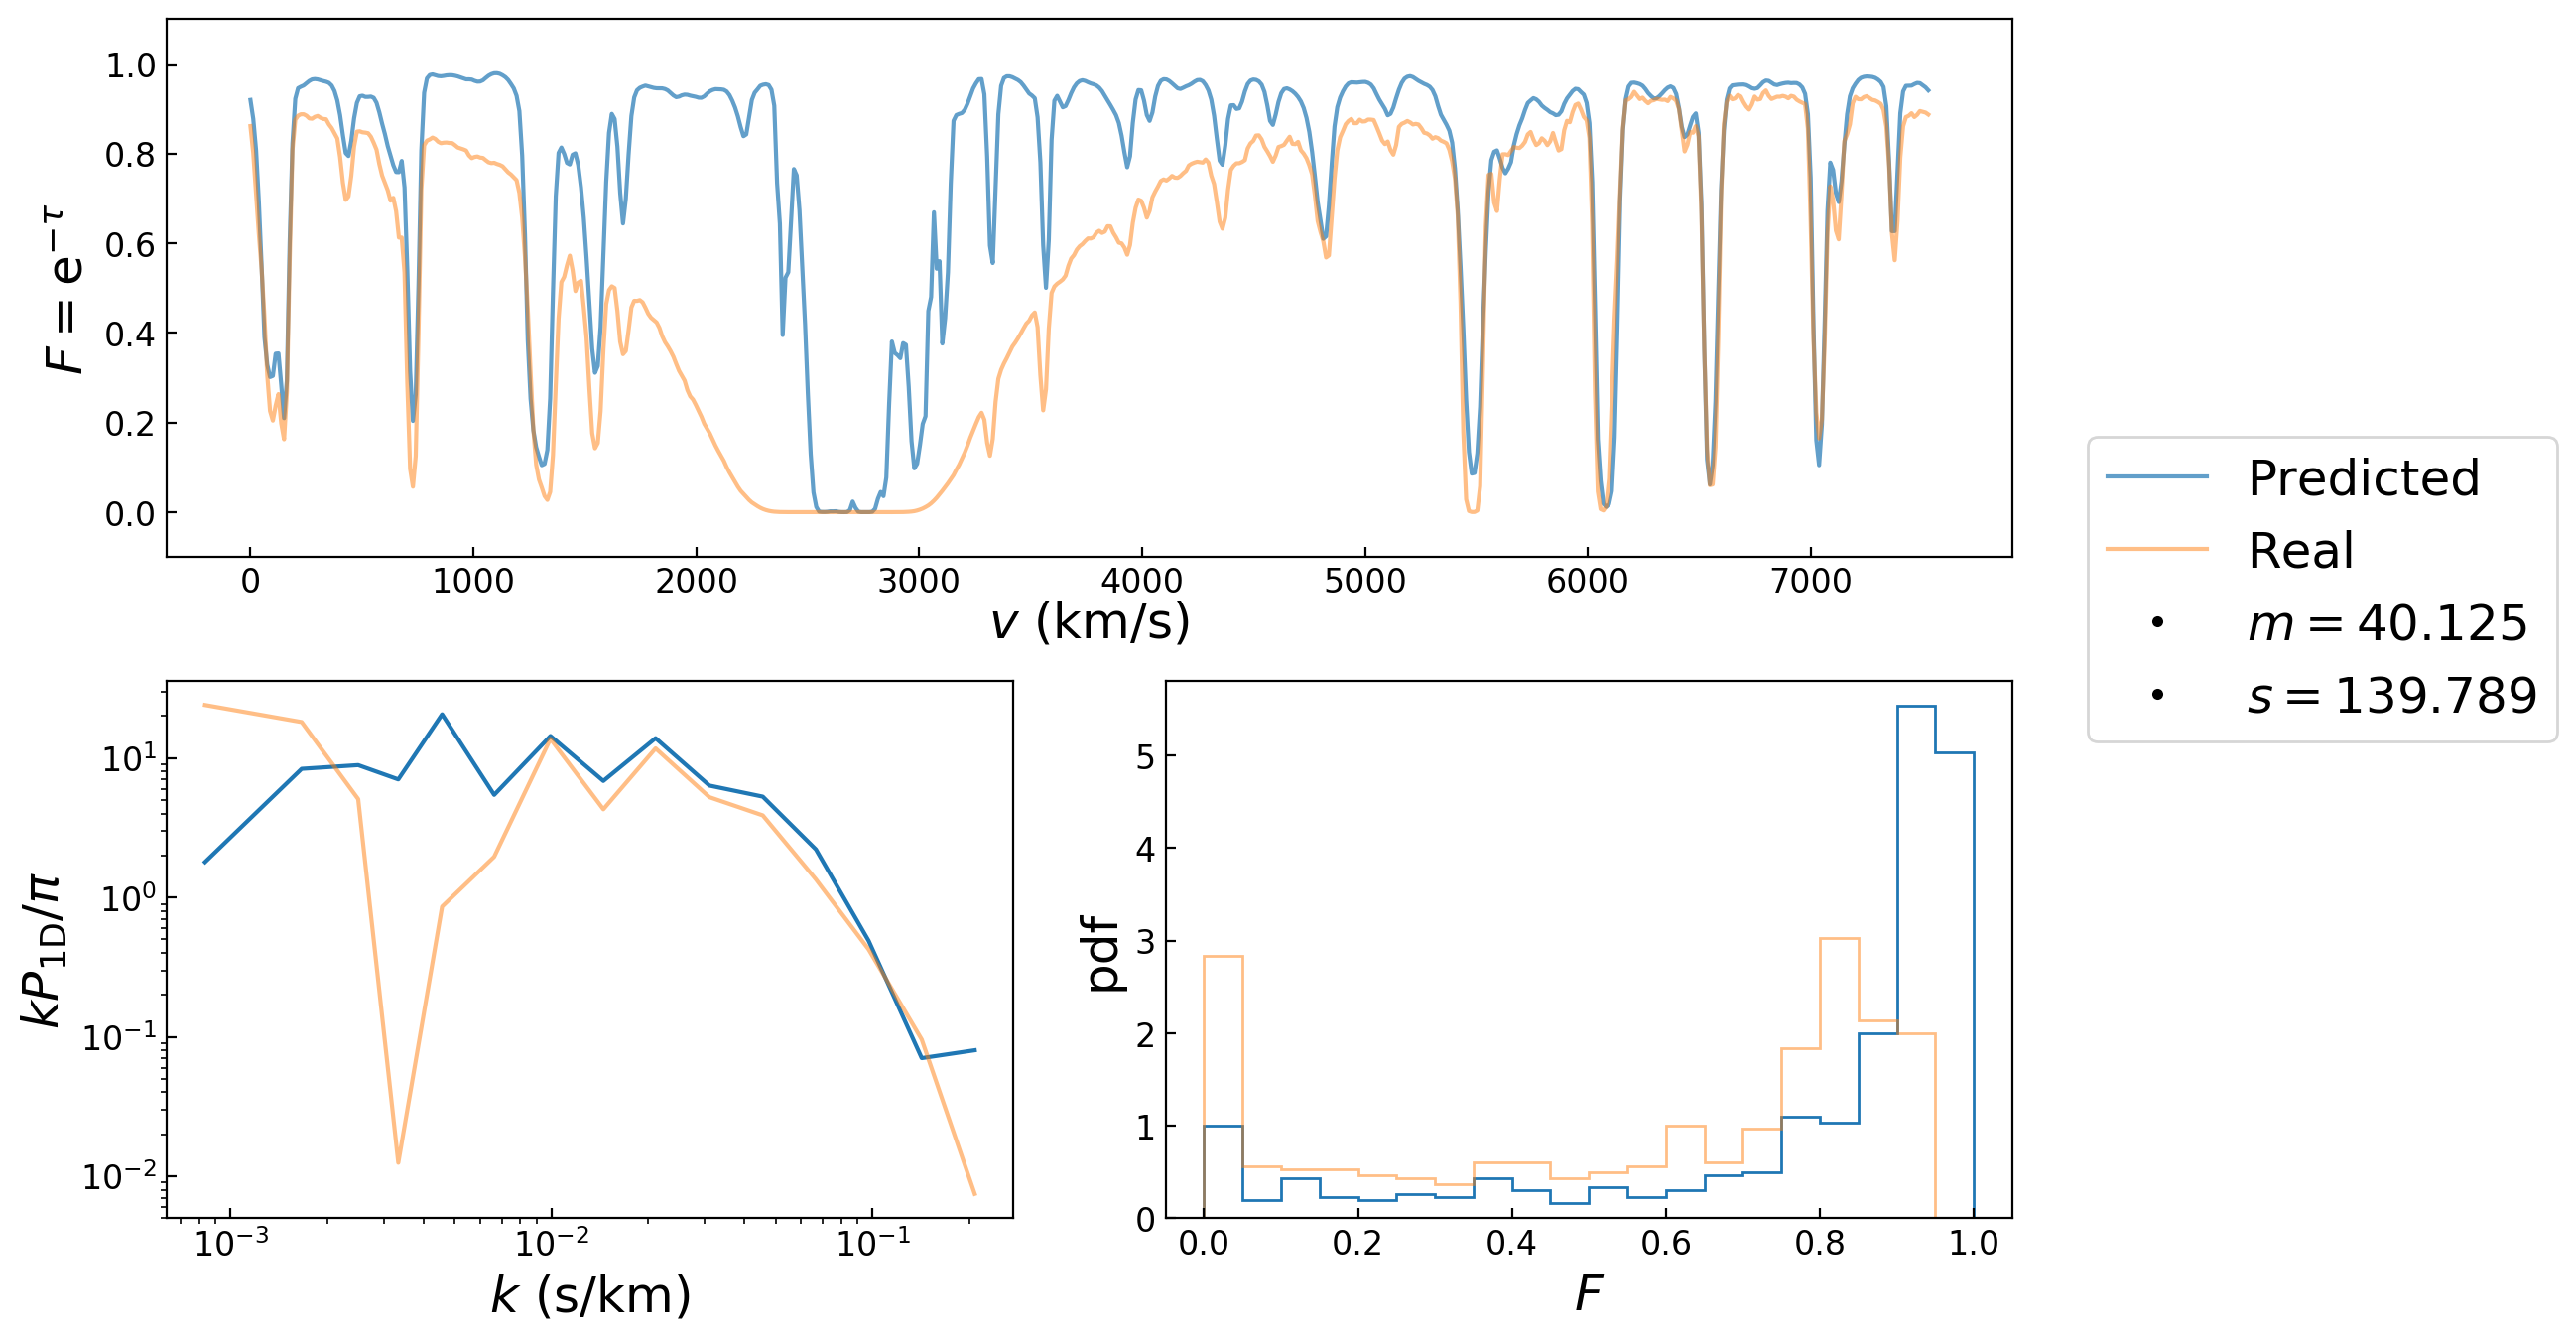 F = e^{−τ}
1.0
0.8
0.6
0.4
0.2
0.0
0 1000 2000 3000 4000 5000 6000 7000
v (km/s)
Predicted
Real
m = 40.125
s = 139.789
kP_{1D}/π
10^1
10^0
10^{−1}
10^{−2}
10^{−3} 10^{−2} 10^{−1}
k (s/km)
pdf
5
4
3
2
1
0
0.0 0.2 0.4 0.6 0.8 1.0
F